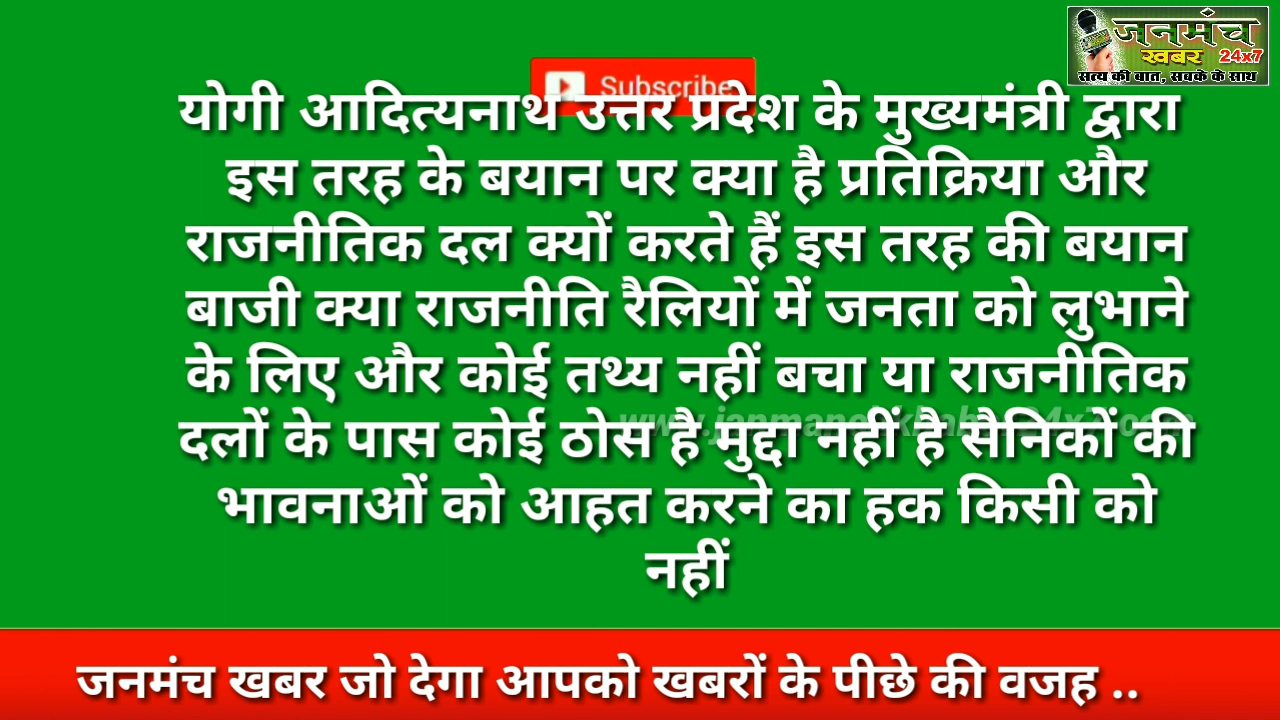 जनमंच
खबर 24x7
सत्य की बात, सबके के साथ
Subscribe
योगी आदित्यनाथ उत्तर प्रदेश के मुख्यमंत्री द्वारा
इस तरह के बयान पर क्या है प्रतिक्रिया और
राजनीतिक दल क्यों करते हैं इस तरह की बयान
बाजी क्या राजनीति रैलियों में जनता को लुभाने
के लिए और कोई तथ्य नहीं बचा या राजनीतिक
दलों के पास कोई ठोस है मुद्दा नहीं है सैनिकों की
भावनाओं को आहत करने का हक किसी को
नहीं
जनमंच खबर जो देगा आपको खबरों के पीछे की वजह ..